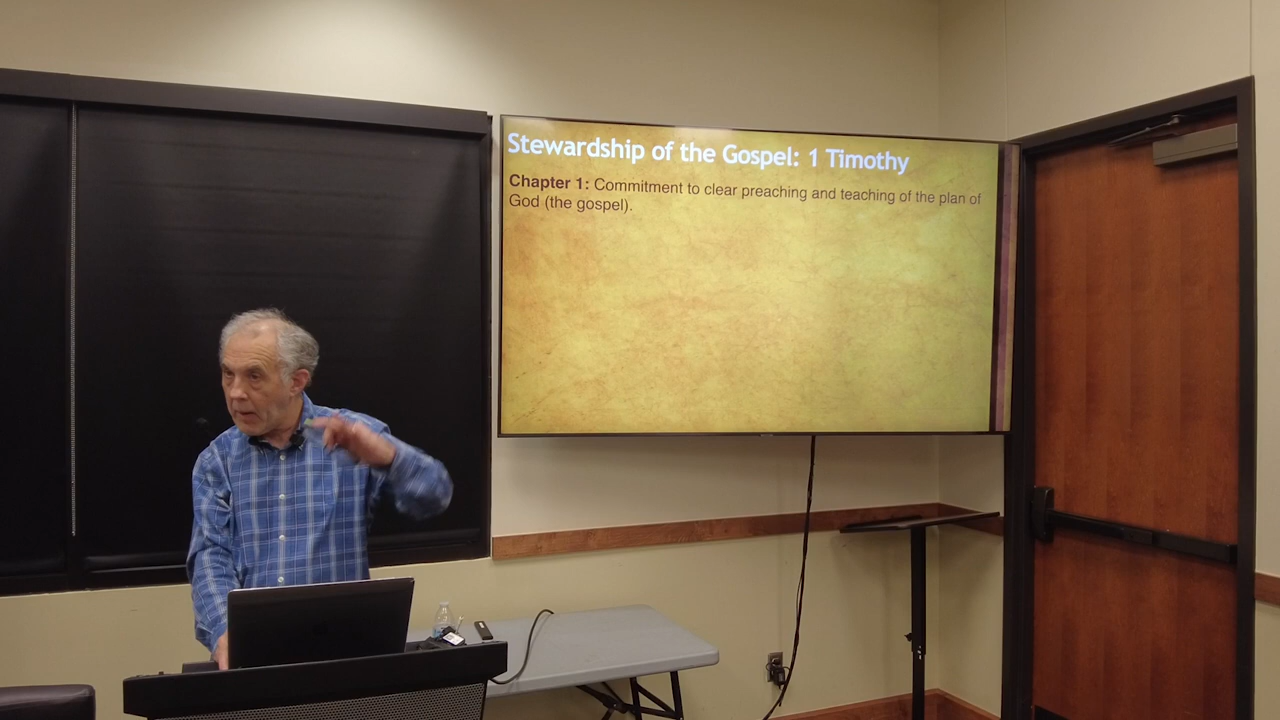 Stewardship of the Gospel: 1 Timothy
Chapter 1: Commitment to clear preaching and teaching of the plan of
God (the gospel).